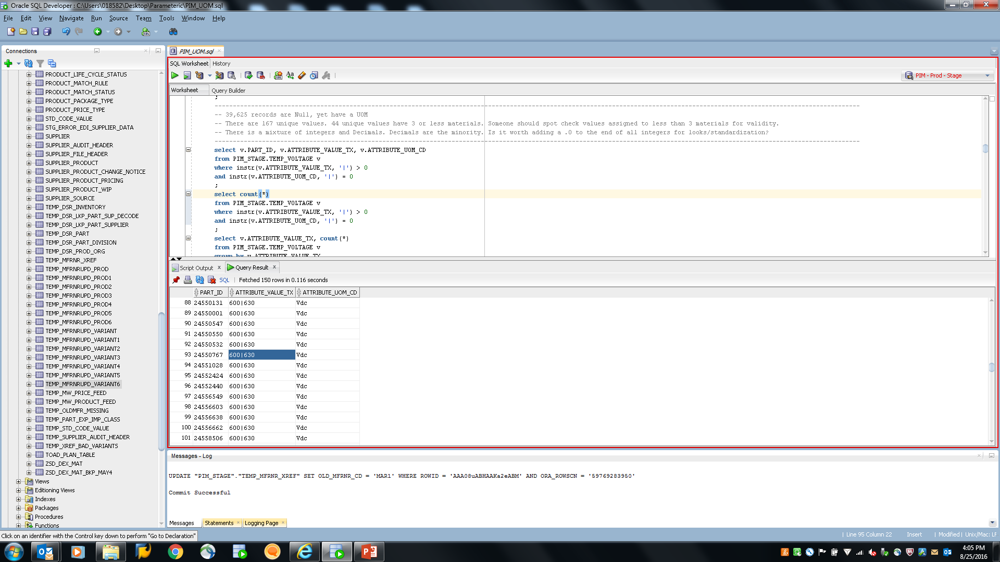 Oracle SQL Developer : C:\Users\018582\Desktop\Parameteric\PIM_UOM.sql
File Edit View Navigate Run Source Team Tools Window Help
Connections
PRODUCT_LIFE_CYCLE_STATUS
PRODUCT_MATCH_RULE
PRODUCT_MATCH_STATUS
PRODUCT_PACKAGE_TYPE
PRODUCT_PRICE_TYPE
STD_CODE_VALUE
STG_ERROR_EDI_SUPPLIER_DATA
SUPPLIER
SUPPLIER_AUDIT_HEADER
SUPPLIER_FILE_HEADER
SUPPLIER_PRODUCT
SUPPLIER_PRODUCT_CHANGE_NOTICE
SUPPLIER_PRODUCT_PRICING
SUPPLIER_PRODUCT_WIP
SUPPLIER_SOURCE
TEMP_DSR_INVENTORY
TEMP_DSR_LKP_PART_SUP_DECODE
TEMP_DSR_LKP_PART_SUPPLIER
TEMP_DSR_PART
TEMP_DSR_PART_DIVISION
TEMP_DSR_PROD_ORG
TEMP_MFRNR_XREF
TEMP_MFRNRUPD_PROD
TEMP_MFRNRUPD_PROD1
TEMP_MFRNRUPD_PROD2
TEMP_MFRNRUPD_PROD3
TEMP_MFRNRUPD_PROD4
TEMP_MFRNRUPD_PROD5
TEMP_MFRNRUPD_PROD6
TEMP_MFRNRUPD_VARIANT
TEMP_MFRNRUPD_VARIANT1
TEMP_MFRNRUPD_VARIANT2
TEMP_MFRNRUPD_VARIANT3
TEMP_MFRNRUPD_VARIANT4
TEMP_MFRNRUPD_VARIANT5
TEMP_MFRNRUPD_VARIANT6
TEMP_MW_PRICE_FEED
TEMP_MW_PRODUCT_FEED
TEMP_OLDMFR_MISSING
TEMP_PART_EXP_IMP_CLASS
TEMP_STD_CODE_VALUE
TEMP_SUPPLIER_AUDIT_HEADER
TEMP_XREF_BAD_VARIANTS
TOAD_PLAN_TABLE
ZSD_DEX_MAT
ZSD_DEX_MAT_BKP_MAY4
Views
Editioning Views
Indexes
Packages
Procedures
Functions
PIM_UOM.sql
SQL Worksheet History
PIM - Prod - Stage
Worksheet Query Builder
;
-- 39,625 records are Null, yet have a UOM
-- There are 167 unique values. 44 unique values have 3 or less materials. Someone should spot check values assigned to less than 3 materials for validity.
-- There is a mixture of integers and Decimals. Decimals are the minority. Is it worth adding a .0 to the end of all integers for looks/standardization?
select v.PART_ID, v.ATTRIBUTE_VALUE_TX, v.ATTRIBUTE_UOM_CD
from PIM_STAGE.TEMP_VOLTAGE v
where instr(v.ATTRIBUTE_VALUE_TX, '|') > 0
and instr(v.ATTRIBUTE_UOM_CD, '|') = 0
;
select count(*)
from PIM_STAGE.TEMP_VOLTAGE v
where instr(v.ATTRIBUTE_VALUE_TX, '|') > 0
and instr(v.ATTRIBUTE_UOM_CD, '|') = 0
;
select v.ATTRIBUTE_VALUE_TX, count(*)
from PIM_STAGE.TEMP_VOLTAGE v
group by v.ATTRIBUTE_VALUE_TX
Script Output x Query Result x
SQL | Fetched 150 rows in 0.116 seconds
PART_ID ATTRIBUTE_VALUE_TX ATTRIBUTE_UOM_CD
88 24550131 600|630 Vdc
89 24550001 600|630 Vdc
90 24550547 600|630 Vdc
91 24550550 600|630 Vdc
92 24550532 600|630 Vdc
93 24550767 600|630 Vdc
94 24551028 600|630 Vdc
95 24552424 600|630 Vdc
96 24552440 600|630 Vdc
97 24556549 600|630 Vdc
98 24556603 600|630 Vdc
99 24556638 600|630 Vdc
100 24556662 600|630 Vdc
101 24558506 600|630 Vdc
Messages - Log
UPDATE "PIM_STAGE"."TEMP_MFRNR_XREF" SET OLD_MFRNR_CD = 'MAR1' WHERE ROWID = 'AAA08uABHAAKa2eABM' AND ORA_ROWSCN = '59769283950'
Commit Successful
Messages Statements Logging Page
Click on an identifier with the Control key down to perform "Go to Declaration"
| Line 95 Column 22 Insert | Modified | Unix/Mac: LF
4:05 PM
8/25/2016